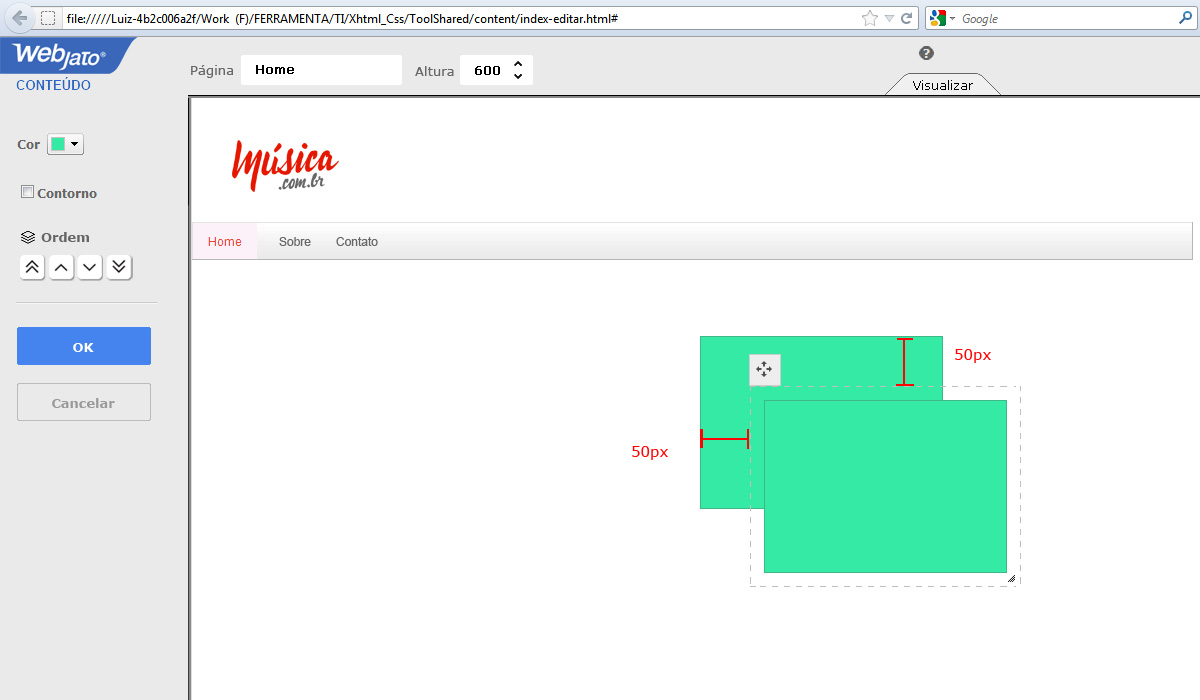 file://///Luiz-4b2c006a2f/Work (F)/FERRAMENTA/TI/Xhtml_Css/ToolShared/content/index-editar.html#
Google
WebJato®
CONTEÚDO
Página
Home
Altura
600
?
Visualizar
Cor
Contorno
Ordem
OK
Cancelar
Música
.com.br
Home
Sobre
Contato
50px
50px